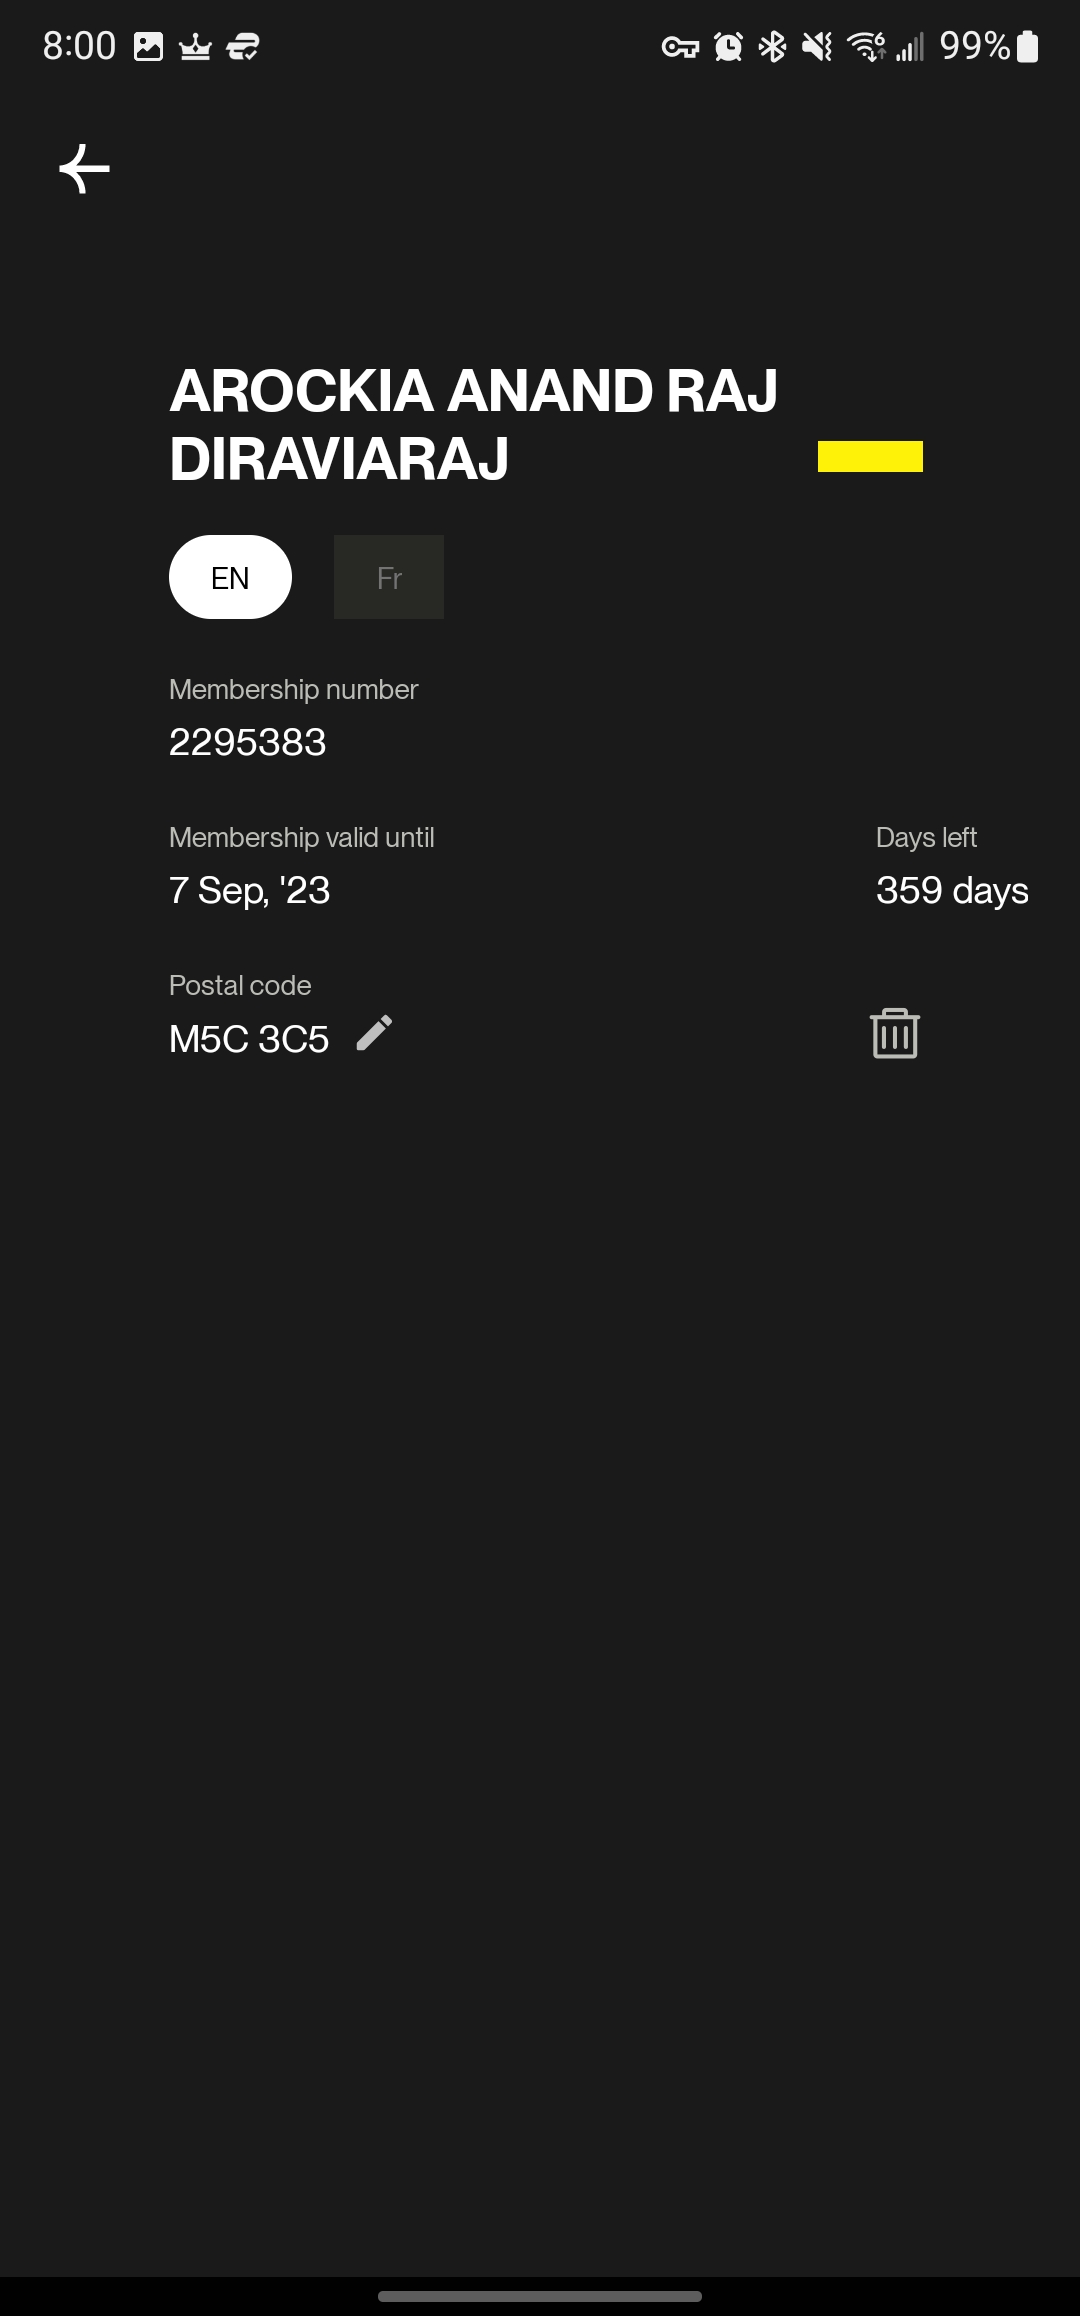 8:00
99%
AROCKIA ANAND RAJ
DIRAVIARAJ
EN
Fr
Membership number
2295383
Membership valid until
Days left
7 Sep, '23
359 days
Postal code
M5C 3C5